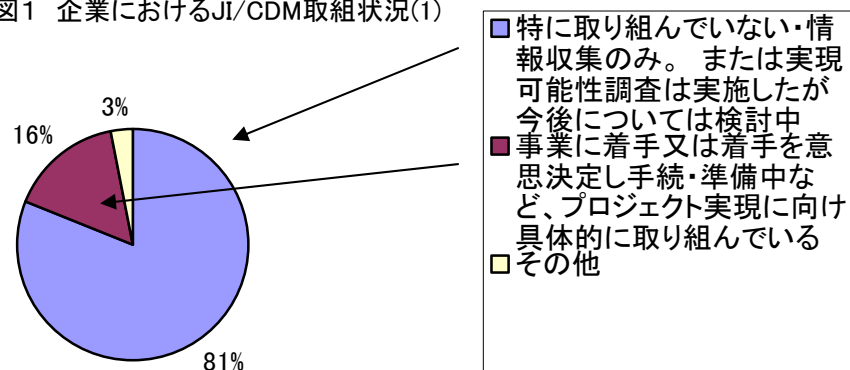 図1 企業におけるJI/CDM取組状況(1)
3%
16%
81%
特に取り組んでいない・情
報収集のみ。 または実現
可能性調査は実施したが
今後については検討中
事業に着手又は着手を意
思決定し手続・準備中な
ど、プロジェクト実現に向け
具体的に取り組んでいる
その他